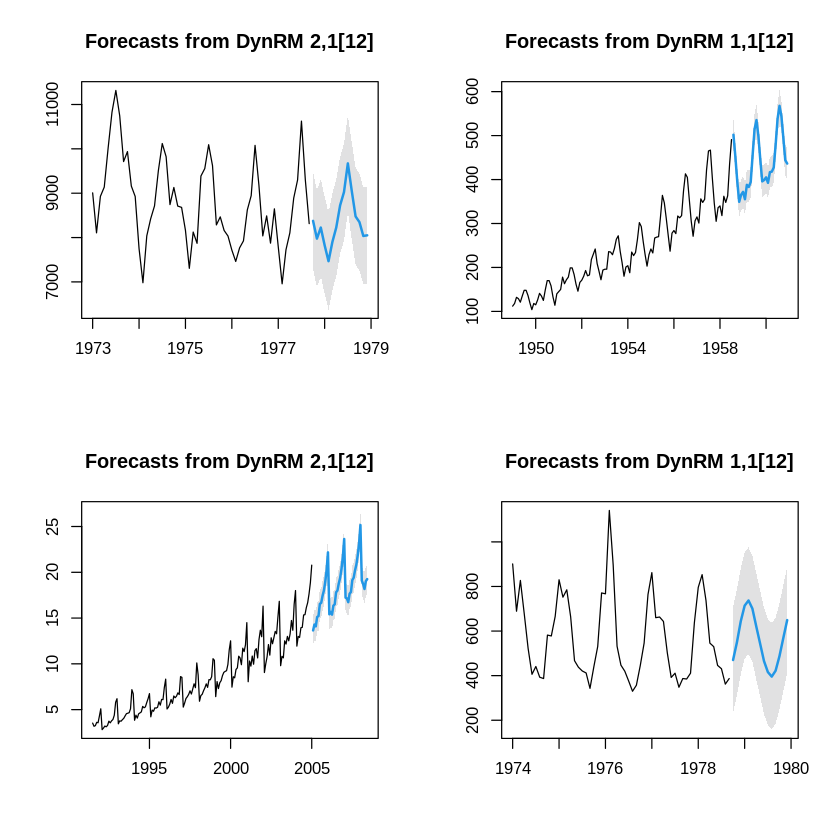 Forecasts from DynRM 2,1[12]
11000
9000
7000
1973 1975 1977 1979
Forecasts from DynRM 1,1[12]
600
500
400
300
200
100
1950 1954 1958
Forecasts from DynRM 2,1[12]
25
20
15
10
5
1995 2000 2005
Forecasts from DynRM 1,1[12]
800
600
400
200
1974 1976 1978 1980